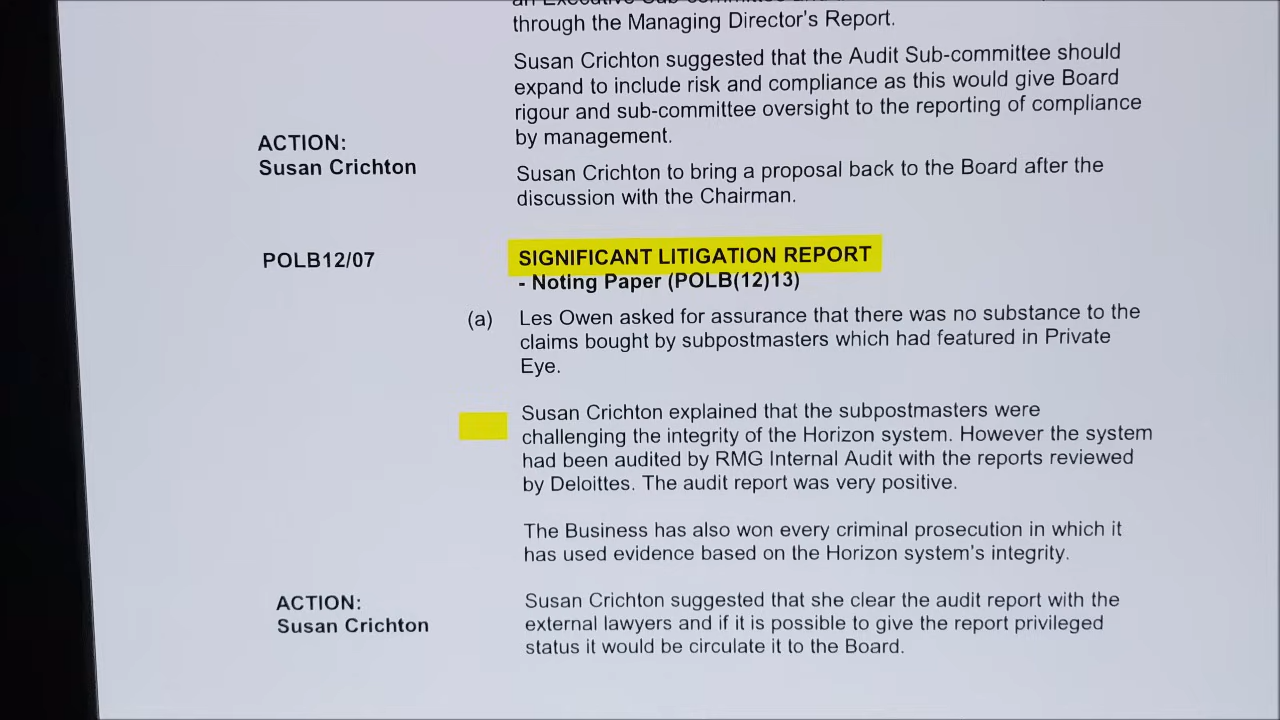 through the Managing Director's Report.
Susan Crichton suggested that the Audit Sub-committee should
expand to include risk and compliance as this would give Board
rigour and sub-committee oversight to the reporting of compliance
by management.
ACTION:
Susan Crichton
Susan Crichton to bring a proposal back to the Board after the
discussion with the Chairman.
POLB12/07
SIGNIFICANT LITIGATION REPORT
- Noting Paper (POLB(12)13)
(a) Les Owen asked for assurance that there was no substance to the
claims bought by subpostmasters which had featured in Private
Eye.
Susan Crichton explained that the subpostmasters were
challenging the integrity of the Horizon system. However the system
had been audited by RMG Internal Audit with the reports reviewed
by Deloittes. The audit report was very positive.
The Business has also won every criminal prosecution in which it
has used evidence based on the Horizon system's integrity.
ACTION:
Susan Crichton
Susan Crichton suggested that she clear the audit report with the
external lawyers and if it is possible to give the report privileged
status it would be circulate it to the Board.